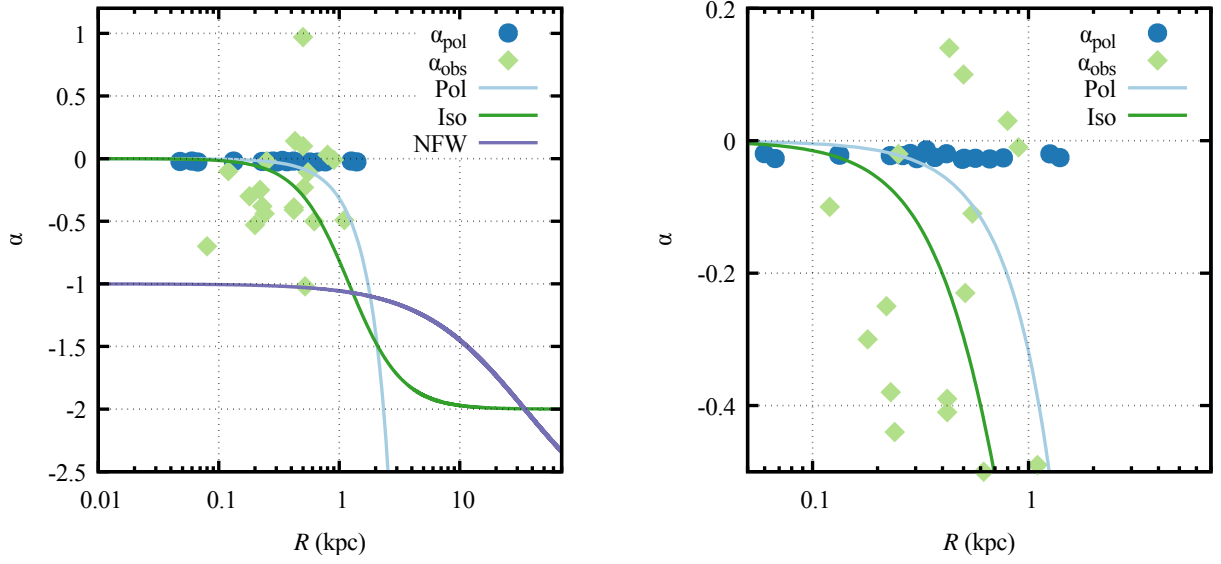 1
0.5
0
-0.5
-1
-1.5
-2
-2.5
α
0.01
0.1
1
10
R (kpc)
αpol
αobs
Pol
Iso
NFW
0.2
0
-0.2
-0.4
α
0.1
1
R (kpc)
αpol
αobs
Pol
Iso